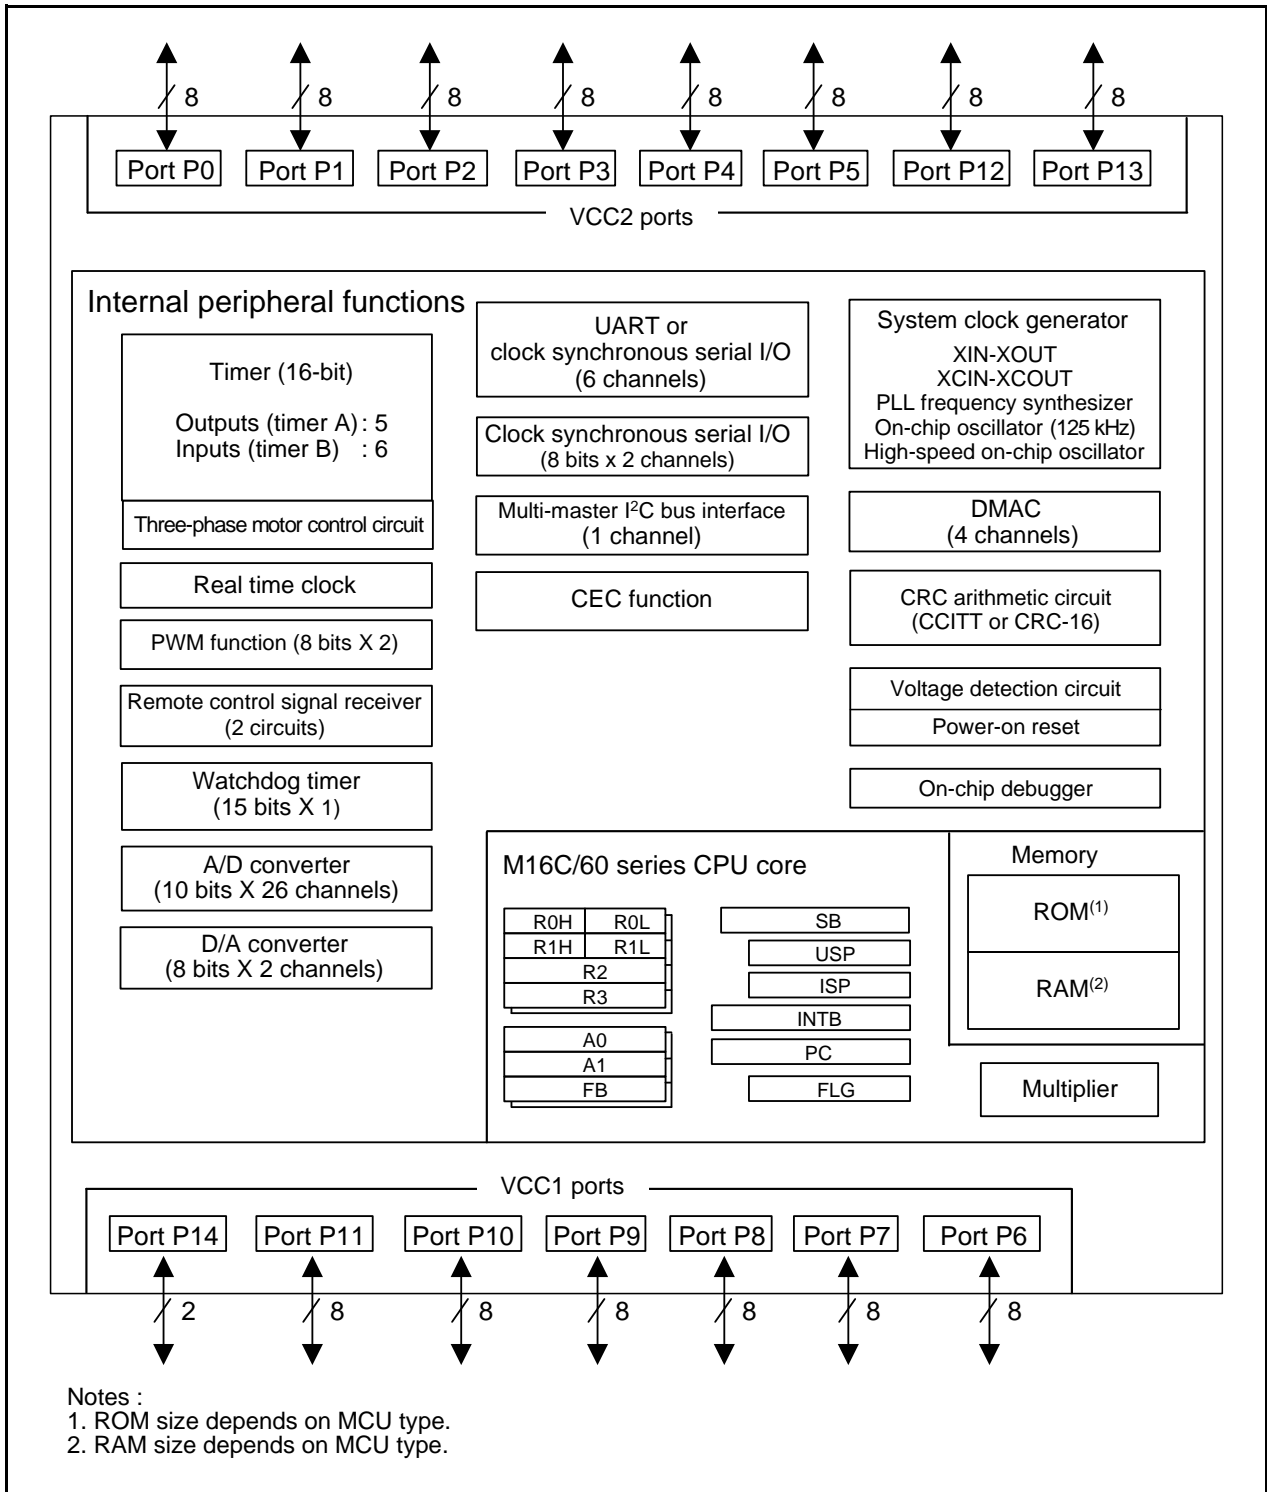 8 8 8 8 8 8 8 8
Port P0 Port P1 Port P2 Port P3 Port P4 Port P5 Port P12 Port P13
VCC2 ports
Internal peripheral functions
Timer (16-bit)
Outputs (timer A) : 5
Inputs (timer B) : 6
Three-phase motor control circuit
Real time clock
PWM function (8 bits X 2)
Remote control signal receiver
(2 circuits)
Watchdog timer
(15 bits X 1)
A/D converter
(10 bits X 26 channels)
D/A converter
(8 bits X 2 channels)
UART or
clock synchronous serial I/O
(6 channels)
Clock synchronous serial I/O
(8 bits x 2 channels)
Multi-master I²C bus interface
(1 channel)
CEC function
System clock generator
XIN-XOUT
XCIN-XCOUT
PLL frequency synthesizer
On-chip oscillator (125 kHz)
High-speed on-chip oscillator
DMAC
(4 channels)
CRC arithmetic circuit
(CCITT or CRC-16)
Voltage detection circuit
Power-on reset
On-chip debugger
M16C/60 series CPU core
R0H R0L
R1H R1L
R2
R3
A0
A1
FB
SB
USP
ISP
INTB
PC
FLG
Memory
ROM(1)
RAM(2)
Multiplier
VCC1 ports
Port P14 Port P11 Port P10 Port P9 Port P8 Port P7 Port P6
2 8 8 8 8 8 8
Notes :
1. ROM size depends on MCU type.
2. RAM size depends on MCU type.